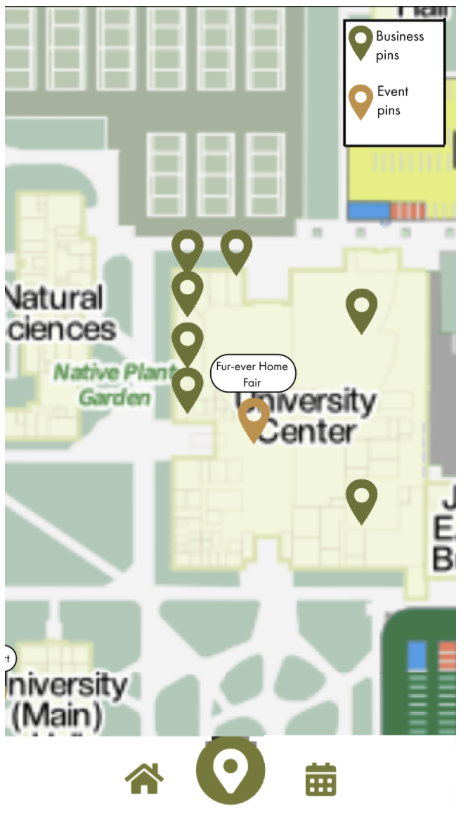 Hall
Business
pins
Event
pins
Natural
ciences
Native Plant
Garden
Fur-ever Home
Fair
University
Center
J
E.
B
niversity
(Main)